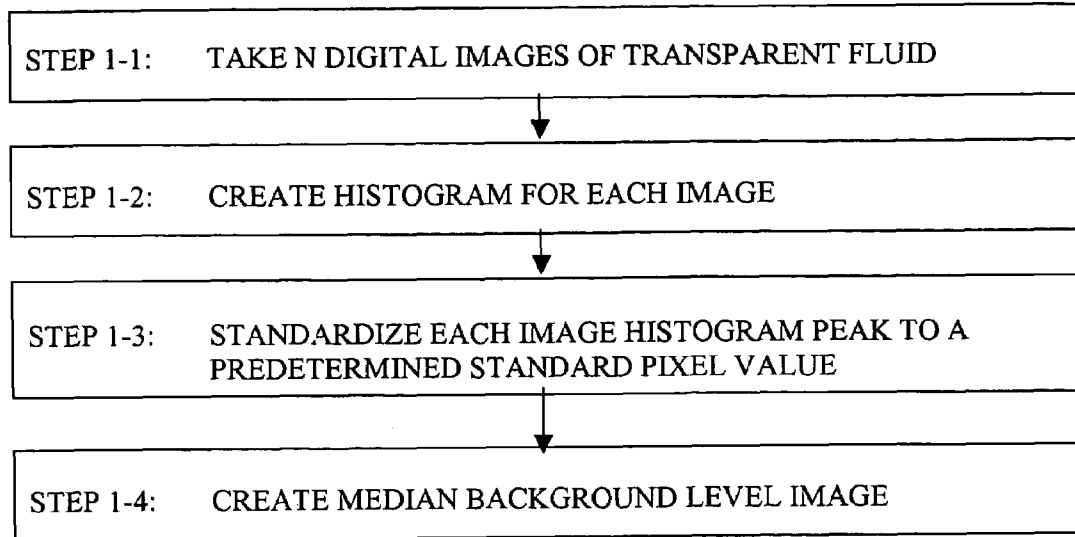 STEP 1-1: TAKE N DIGITAL IMAGES OF TRANSPARENT FLUID
STEP 1-2: CREATE HISTOGRAM FOR EACH IMAGE
STEP 1-3: STANDARDIZE EACH IMAGE HISTOGRAM PEAK TO A
PREDETERMINED STANDARD PIXEL VALUE
STEP 1-4: CREATE MEDIAN BACKGROUND LEVEL IMAGE